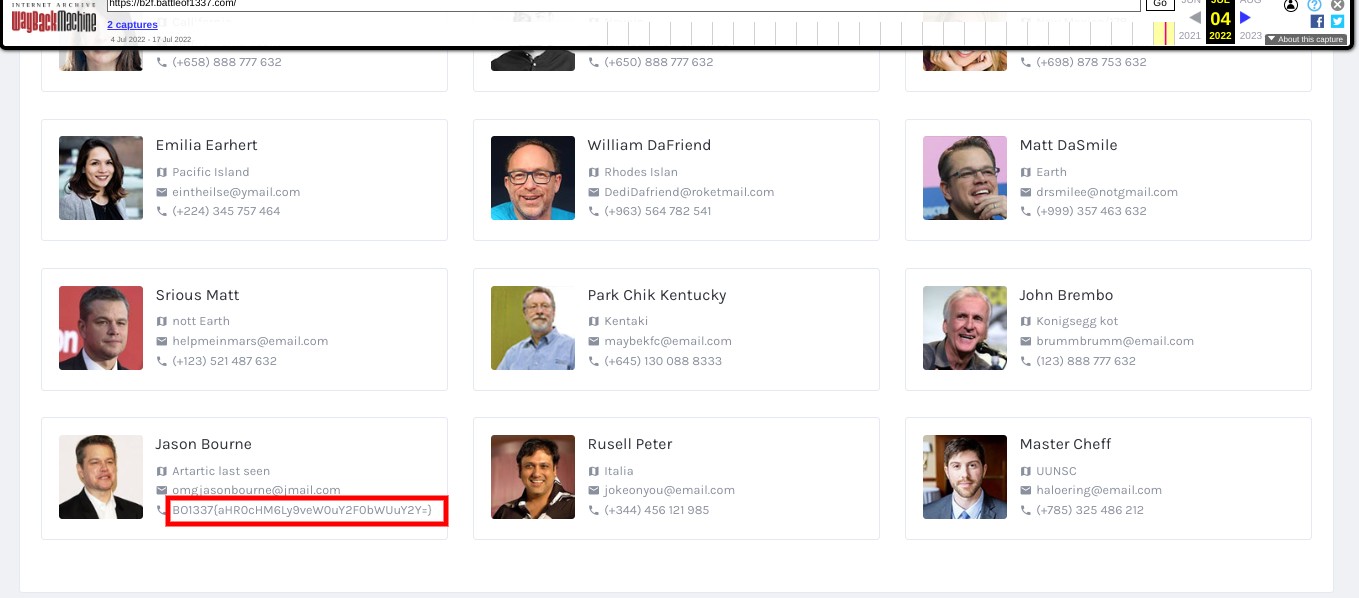 INTERNET ARCHIVE
WayBackMachine
https://b2f.battleof1337.com/
Go
JUN
JUL
AUG
2 captures
04
4 Jul 2022 - 17 Jul 2022
2021
2022
2023
About this capture
California
(+658) 888 777 632
(+650) 888 777 632
(+698) 878 753 632
Emilia Earhert
Pacific Island
eintheilse@ymail.com
(+224) 345 757 464
William DaFriend
Rhodes Islan
DediDafriend@roketmail.com
(+963) 564 782 541
Matt DaSmile
Earth
drsmilee@notgmail.com
(+999) 357 463 632
Srious Matt
nott Earth
helpmeinmars@email.com
(+123) 521 487 632
Park Chik Kentucky
Kentaki
maybekfc@email.com
(+645) 130 088 8333
John Brembo
Konigsegg kot
brummbrumm@email.com
(123) 888 777 632
Jason Bourne
Artartic last seen
omgjasonbourne@jmail.com
BO1337{aHR0cHM6Ly9veW0uY2F0bWUuY2Y=}
Rusell Peter
Italia
jokeonyou@email.com
(+344) 456 121 985
Master Cheff
UUNSC
haloering@email.com
(+785) 325 486 212